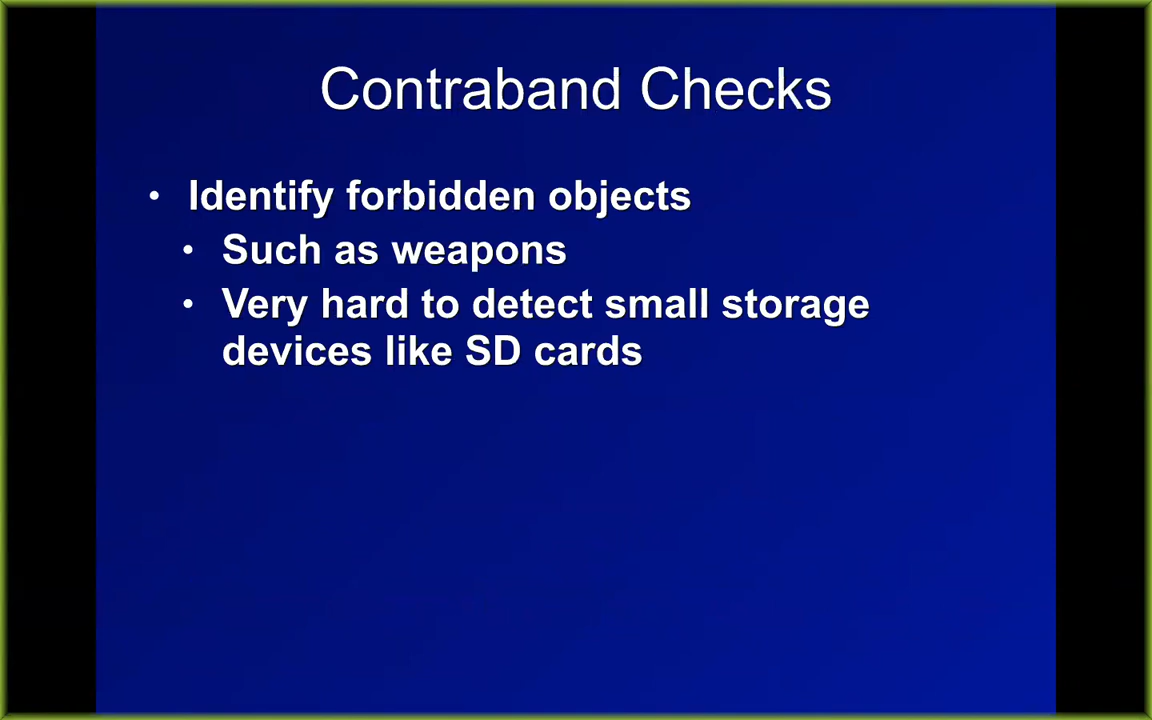 Contraband Checks
• Identify forbidden objects
• Such as weapons
• Very hard to detect small storage
devices like SD cards